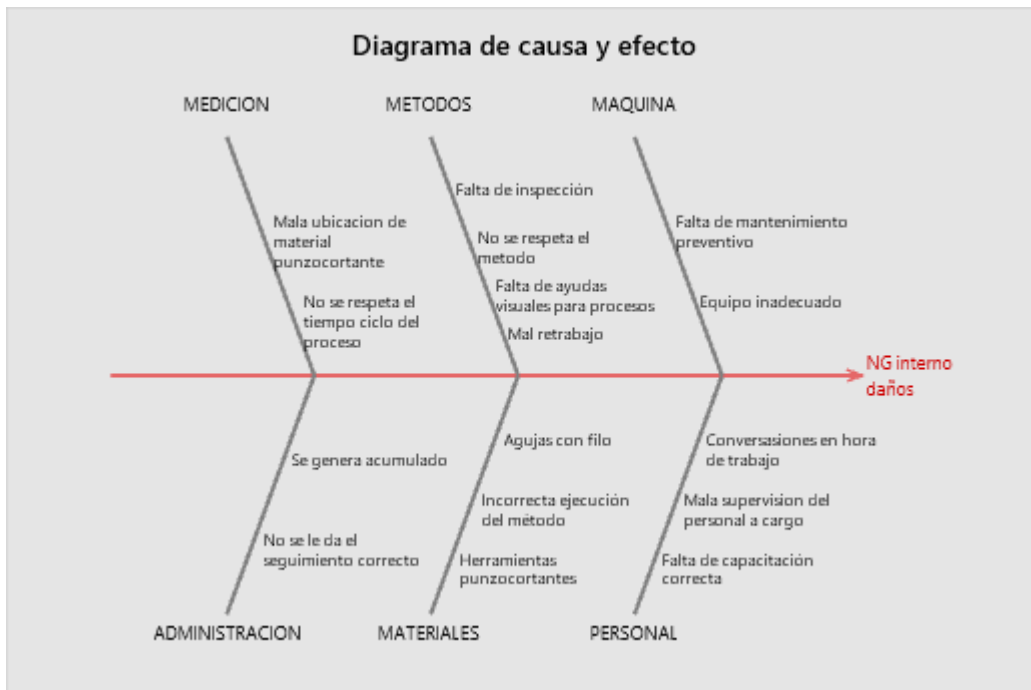 Diagrama de causa y efecto
MEDICION
METODOS
MAQUINA
Mala ubicacion de
material
punzocortante
No se respeta el
tiempo ciclo del
proceso
Falta de inspección
No se respeta el
metodo
Falta de ayudas
visuales para procesos
Mal retrabajo
Falta de mantenimiento
preventivo
Equipo inadecuado
NG interno
daños
Se genera acumulado
No se le da el
seguimiento correcto
Agujas con filo
Incorrecta ejecución
del método
Herramientas
punzocortantes
Conversasiones en hora
de trabajo
Mala supervision del
personal a cargo
Falta de capacitación
correcta
ADMINISTRACION
MATERIALES
PERSONAL